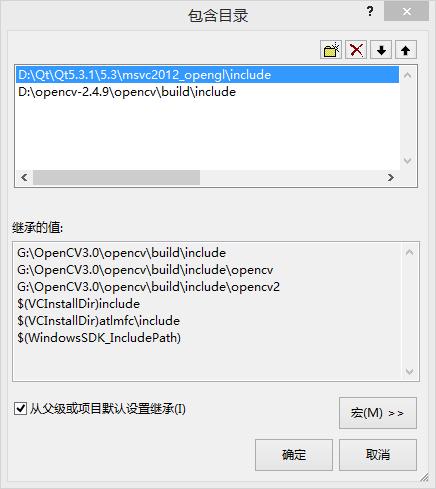 包含目录
?
D:\Qt\Qt5.3.1\5.3\msvc2012_opengl\include
D:\opencv-2.4.9\opencv\build\include
继承的值:
G:\OpenCV3.0\opencv\build\include
G:\OpenCV3.0\opencv\build\include\opencv
G:\OpenCV3.0\opencv\build\include\opencv2
$(VCInstallDir)include
$(VCInstallDir)atlmfc\include
$(WindowsSDK_IncludePath)
从父级或项目默认设置继承(I)
宏(M) >>
确定
取消